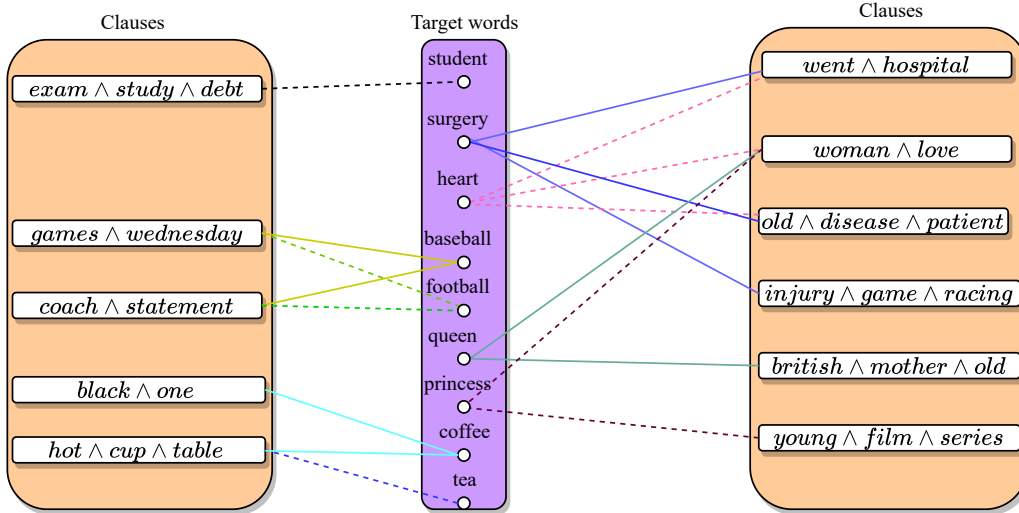 Clauses
exam ∧ study ∧ debt
games ∧ wednesday
coach ∧ statement
black ∧ one
hot ∧ cup ∧ table
Target words
student
surgery
heart
baseball
football
queen
princess
coffee
tea
Clauses
went ∧ hospital
woman ∧ love
old ∧ disease ∧ patient
injury ∧ game ∧ racing
british ∧ mother ∧ old
young ∧ film ∧ series